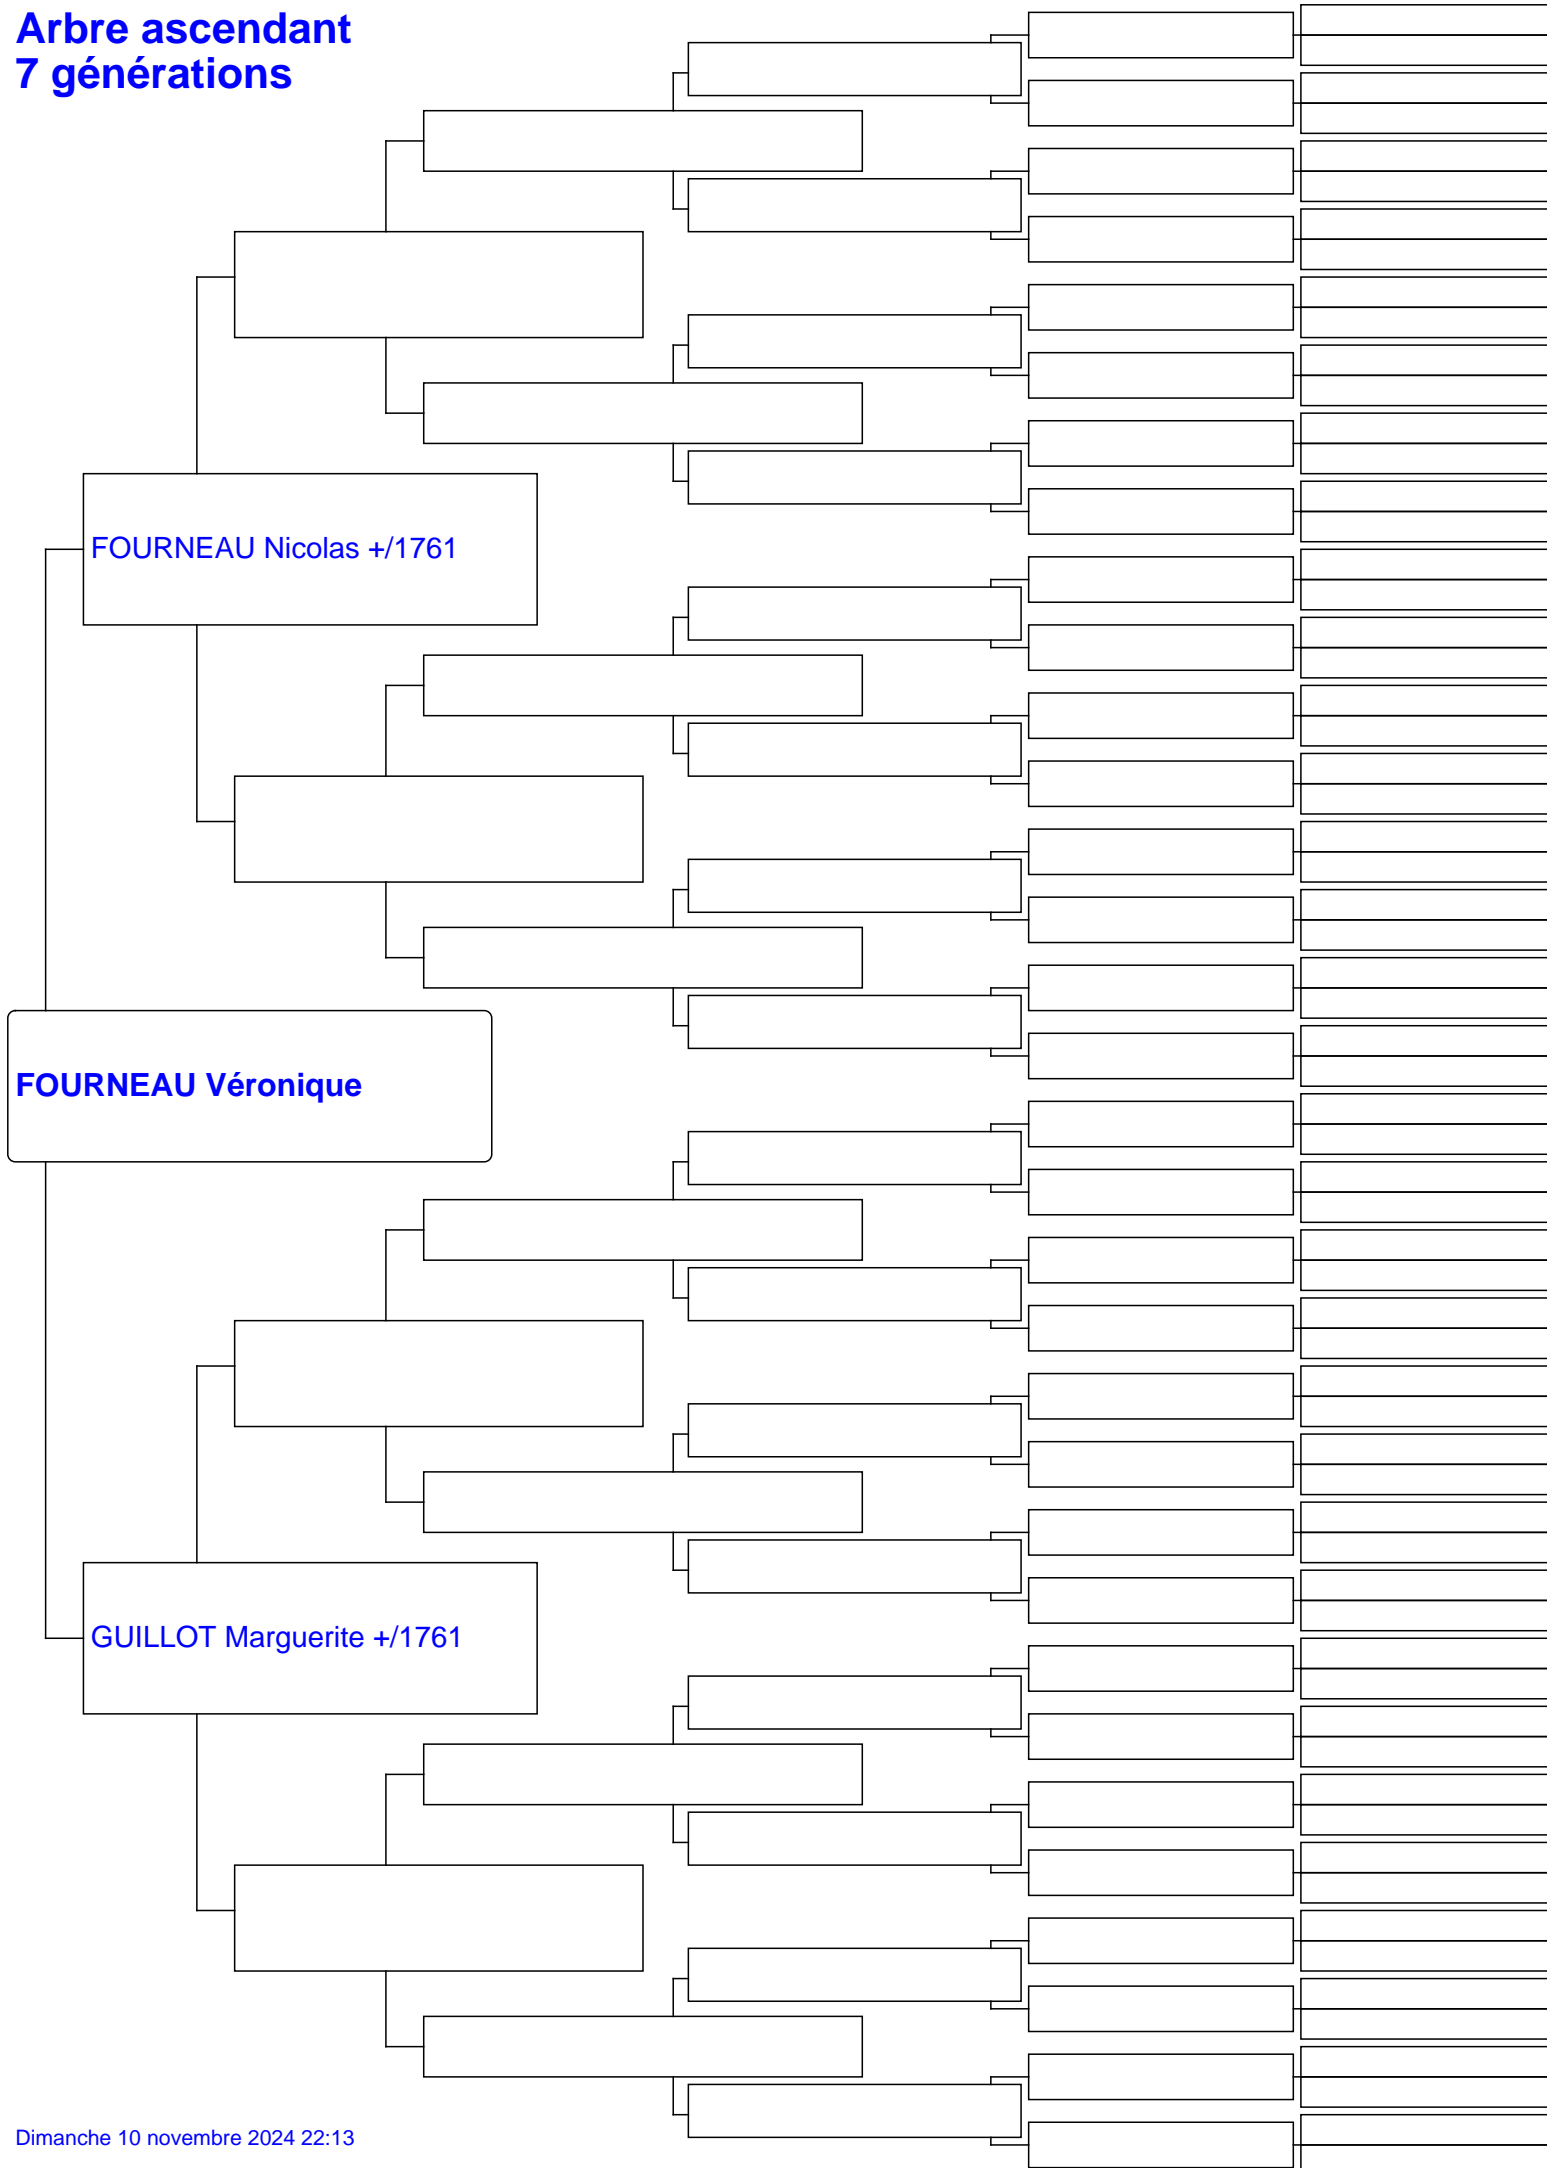 Arbre ascendant
7 générations
FOURNEAU Nicolas +/1761
FOURNEAU Véronique
GUILLOT Marguerite +/1761
Dimanche 10 novembre 2024 22:13